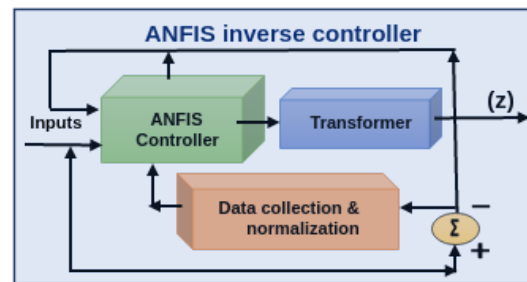 ANFIS inverse controller
Inputs
ANFIS
Controller
Transformer
(z)
Data collection &
normalization
−
Σ
+